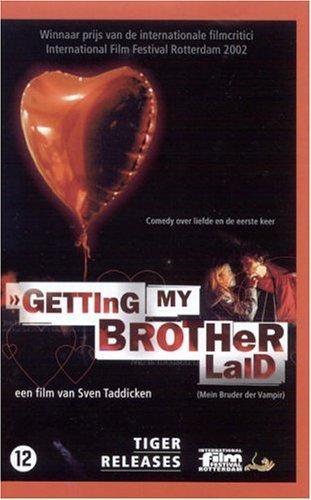 Winnaar prijs van de internationale filmcritici
International Film Festival Rotterdam 2002
Comedy over liefde en de eerste keer
»GETTInG MY
BROTHeR
LaID
een film van Sven Taddicken
(Mein Bruder der Vampir)
12
TIGER
RELEASES
INTERNATIONAL
film
FESTIVAL
ROTTERDAM